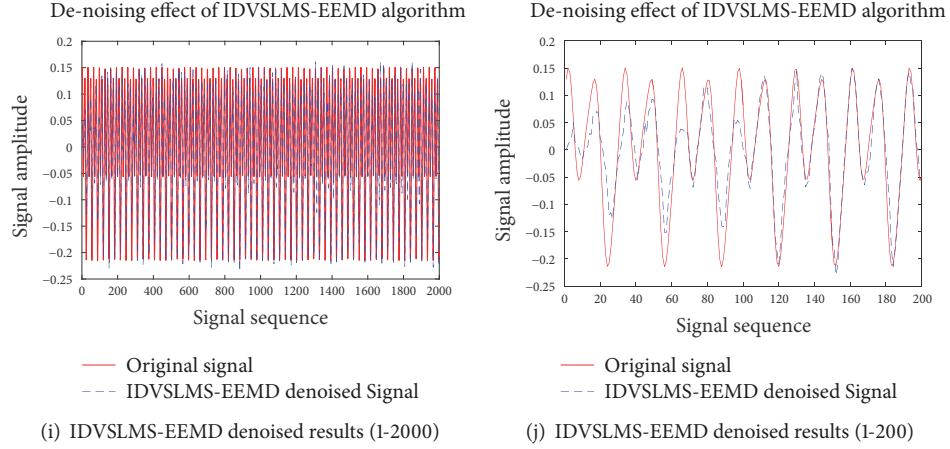 De-noising effect of IDVSLMS-EEMD algorithm
0.2
0.15
0.1
0.05
0
−0.05
−0.1
−0.15
−0.2
−0.25
Signal amplitude
0 200 400 600 800 1000 1200 1400 1600 1800 2000
Signal sequence
Original signal
IDVSLMS-EEMD denoised Signal
(i) IDVSLMS-EEMD denoised results (1-2000)
De-noising effect of IDVSLMS-EEMD algorithm
0.2
0.15
0.1
0.05
0
−0.05
−0.1
−0.15
−0.2
−0.25
Signal amplitude
0 20 40 60 80 100 120 140 160 180 200
Signal sequence
Original signal
IDVSLMS-EEMD denoised Signal
(j) IDVSLMS-EEMD denoised results (1-200)